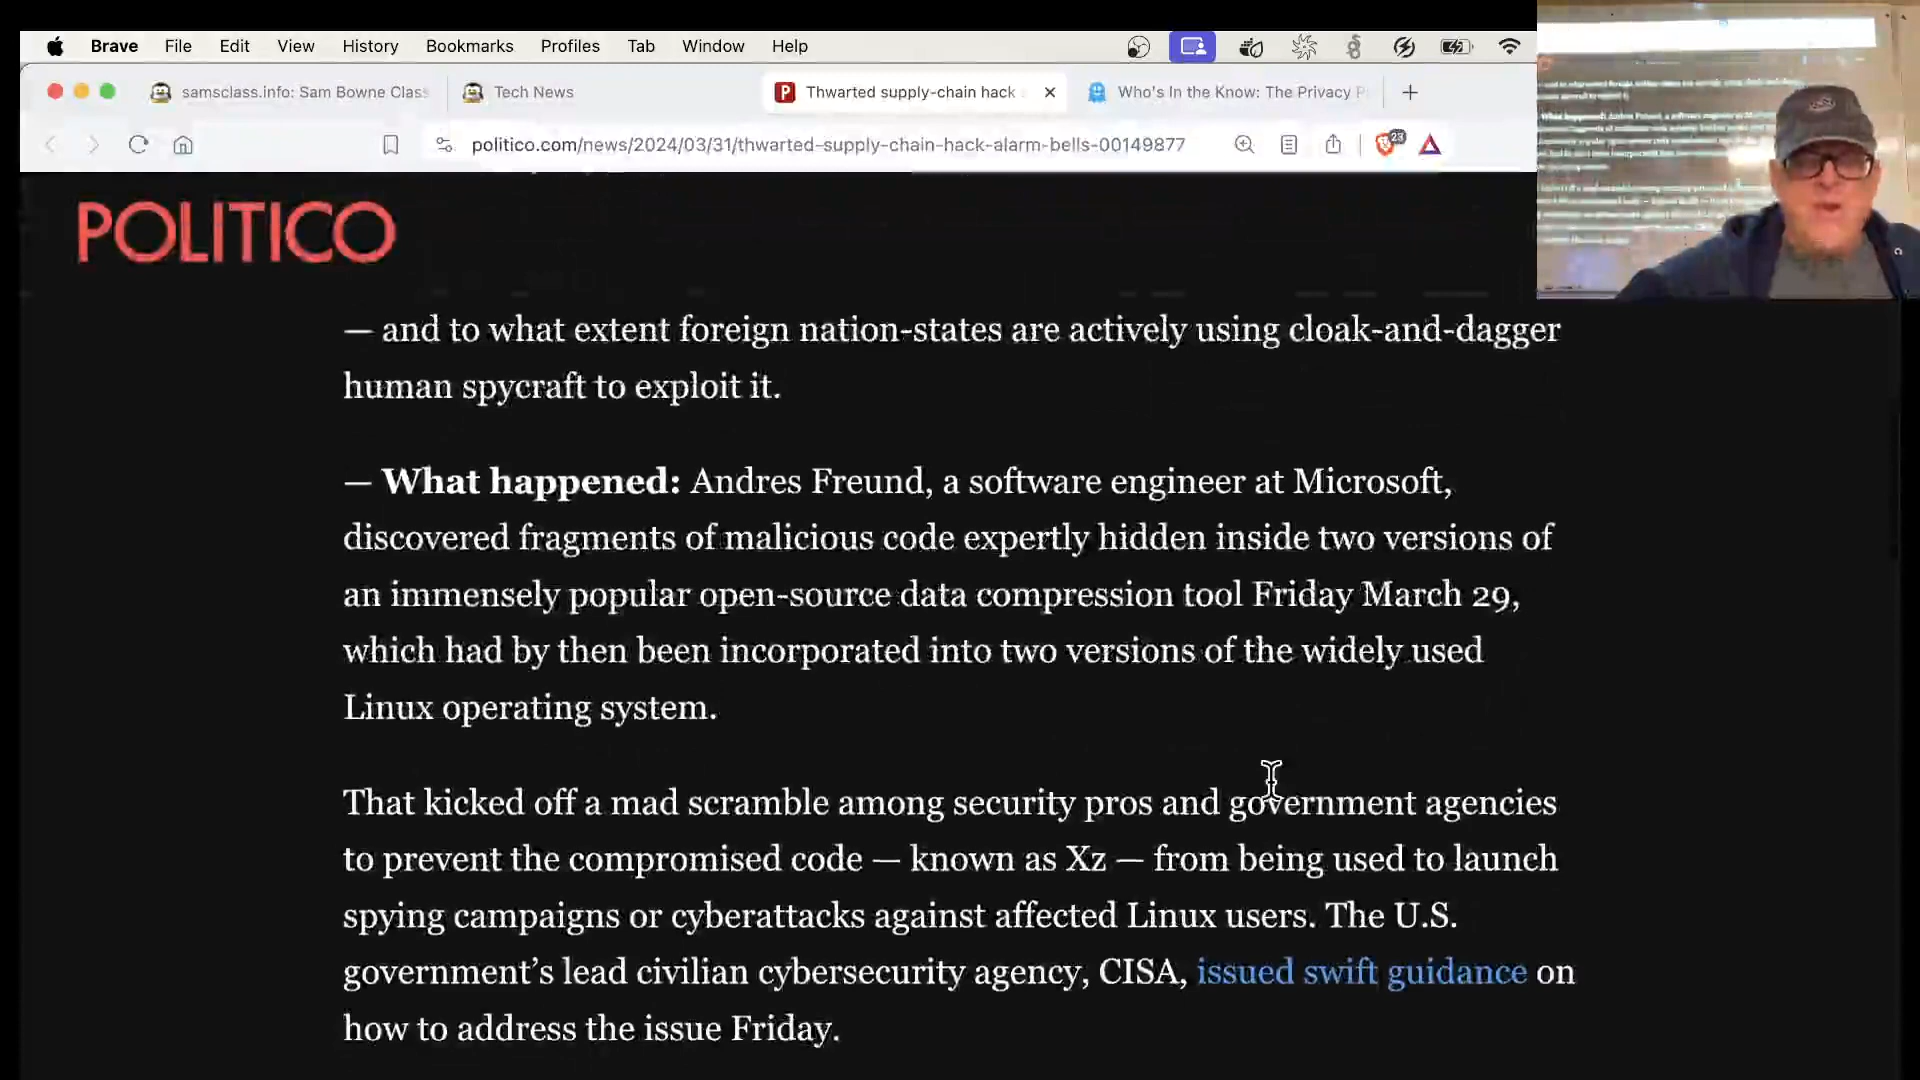 Brave File Edit View History Bookmarks Profiles Tab Window Help
samsclass.info: Sam Bowne Class
Tech News
Thwarted supply-chain hack
Who's In the Know: The Privacy P
politico.com/news/2024/03/31/thwarted-supply-chain-hack-alarm-bells-00149877
23
POLITICO
— and to what extent foreign nation-states are actively using cloak-and-dagger
human spycraft to exploit it.
— What happened: Andres Freund, a software engineer at Microsoft,
discovered fragments of malicious code expertly hidden inside two versions of
an immensely popular open-source data compression tool Friday March 29,
which had by then been incorporated into two versions of the widely used
Linux operating system.
That kicked off a mad scramble among security pros and government agencies
to prevent the compromised code — known as Xz — from being used to launch
spying campaigns or cyberattacks against affected Linux users. The U.S.
government’s lead civilian cybersecurity agency, CISA, issued swift guidance on
how to address the issue Friday.